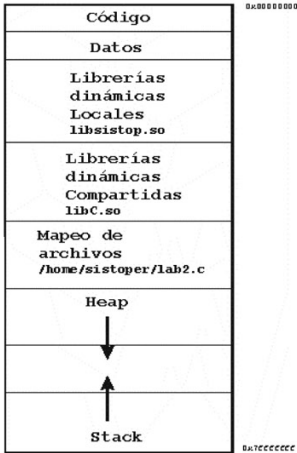 Código
0x00000000
Datos
Librerías
dinámicas
Locales
libsistop.so
Librerías
dinámicas
Compartidas
libC.so
Mapeo de
archivos
/home/sistoper/lab2.c
Heap
Stack